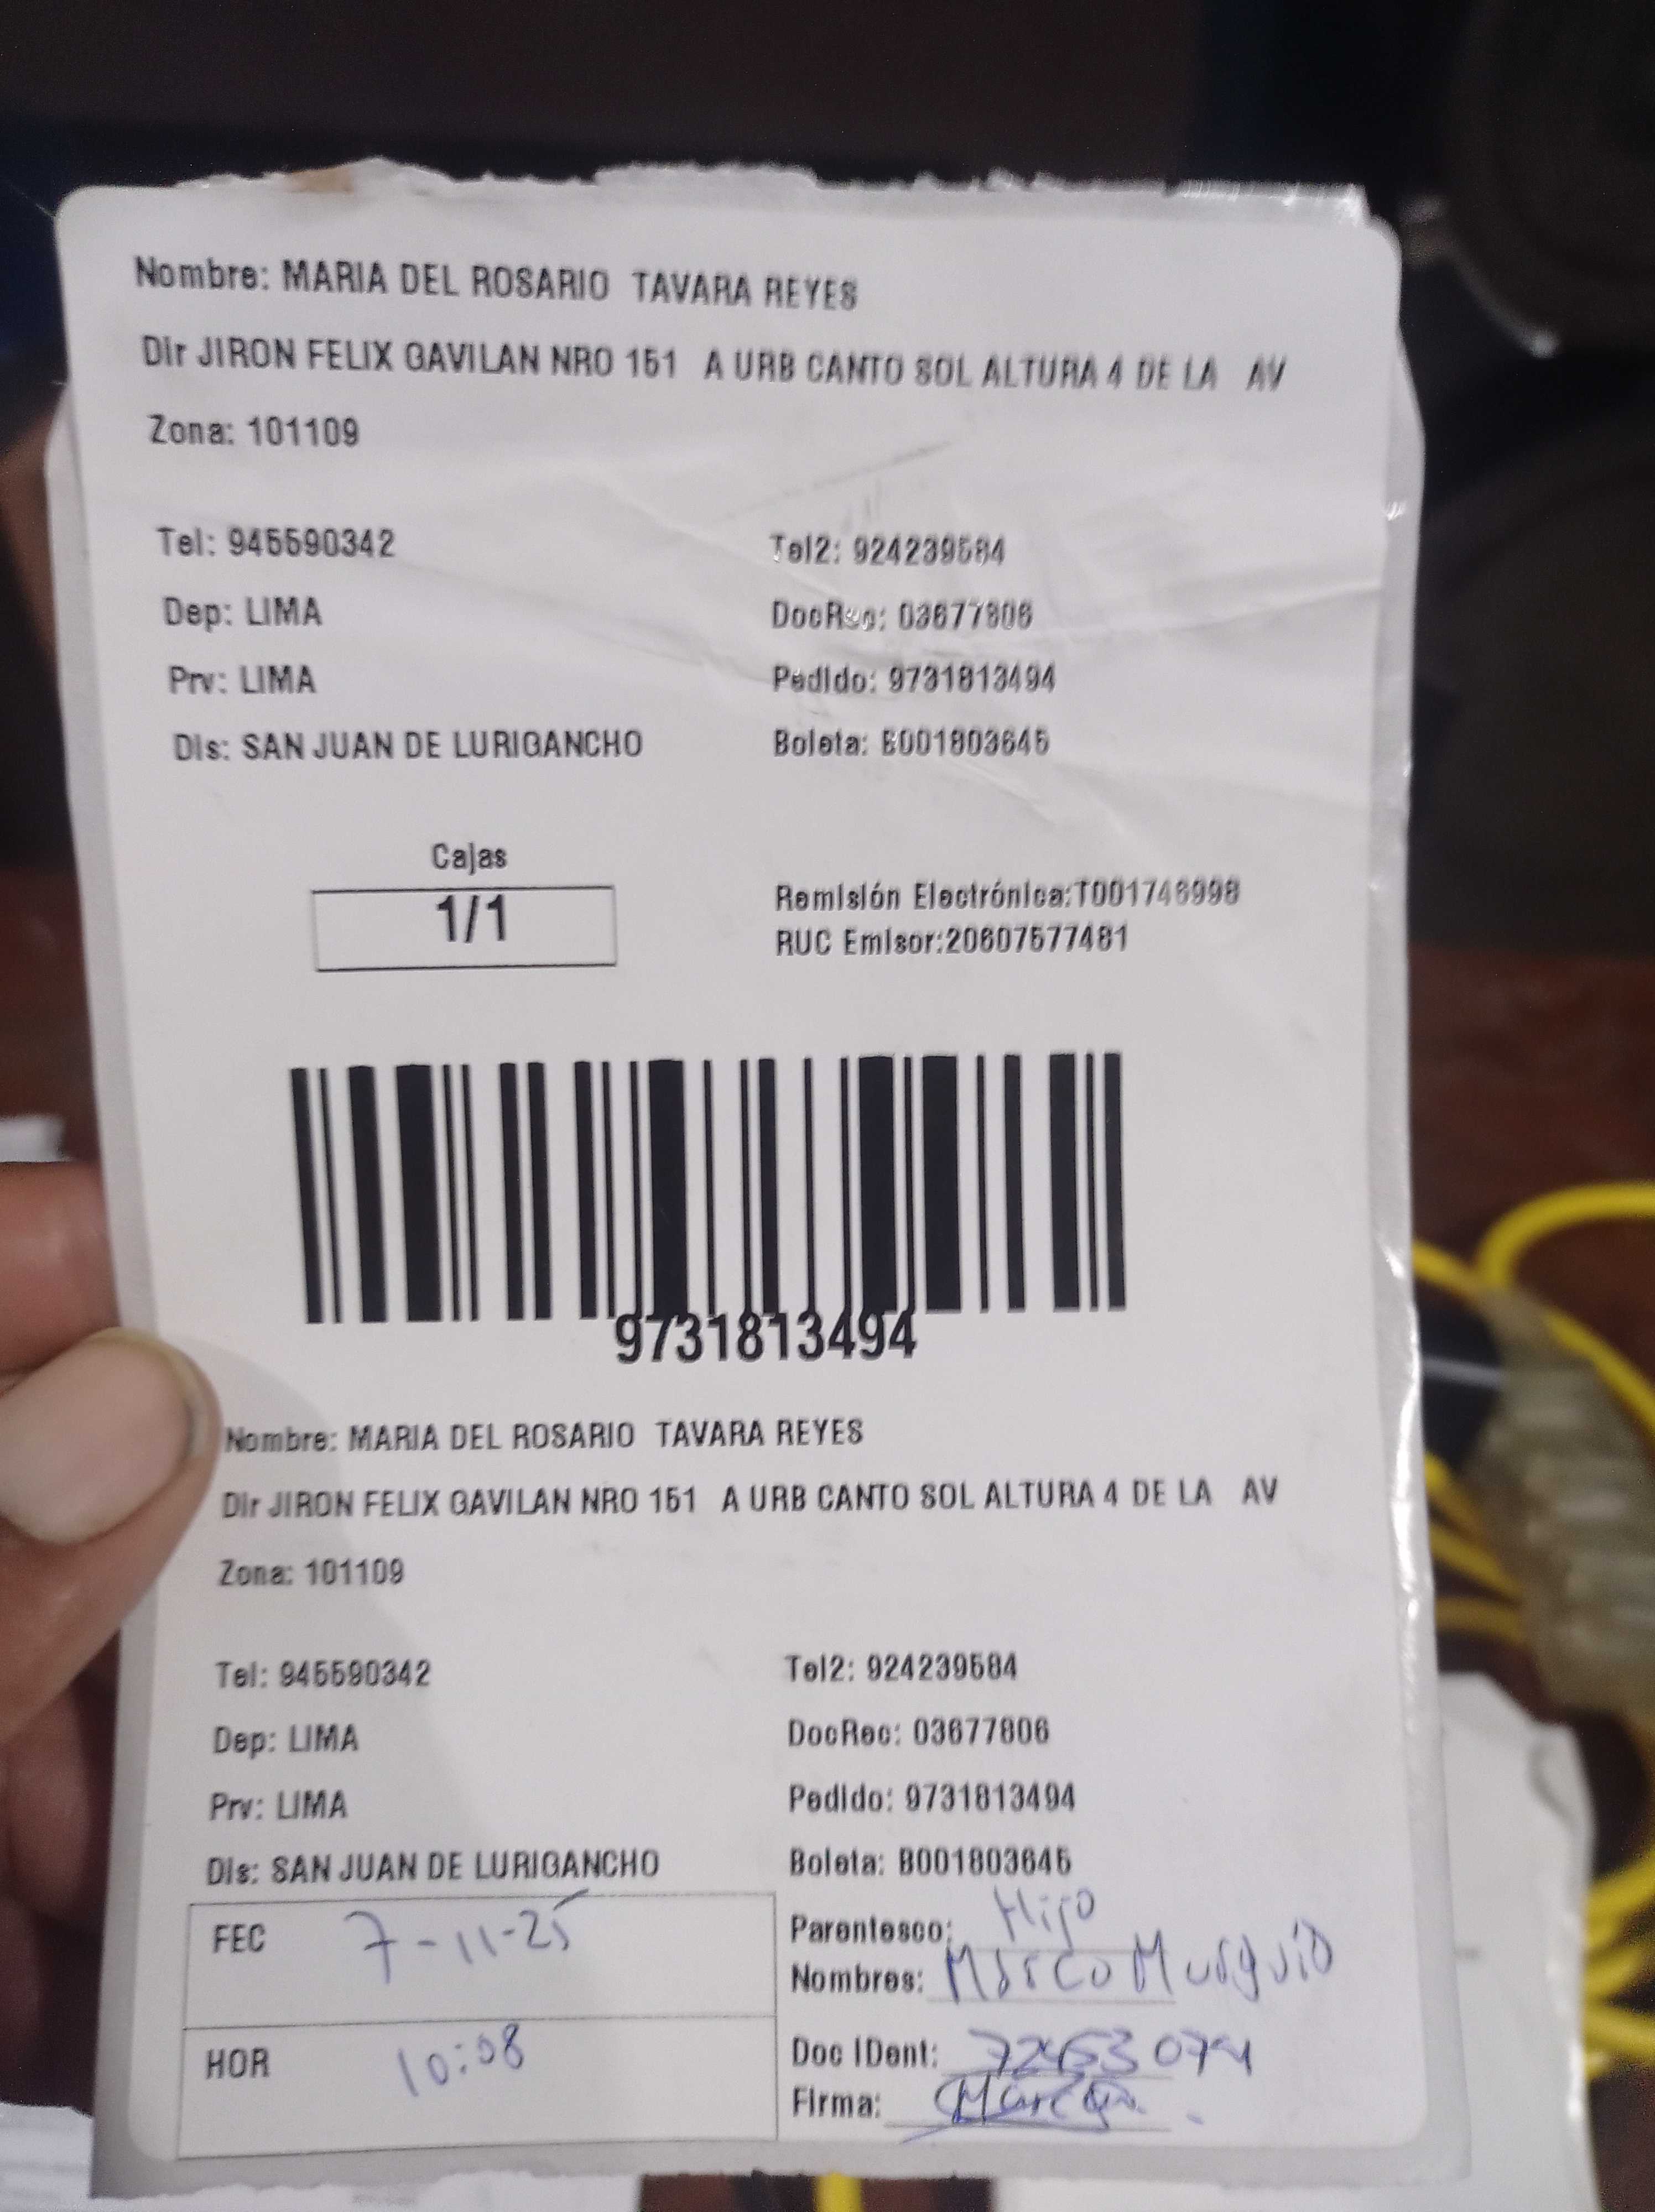 Nombre: MARIA DEL ROSARIO TAVARA REYES
Dir JIRON FELIX GAVILAN NRO 151 A URB CANTO SOL ALTURA 4 DE LA AV
Zona: 101109
Tel: 945590342 Tel2: 924239584
Dep: LIMA DocRec: 03677806
Prv: LIMA Pedido: 9731813494
Dis: SAN JUAN DE LURIGANCHO Boleta: B001803645
Cajas
1/1
Remisión Electrónica:T001746998
RUC Emisor:20607577481
9731813494
Nombre: MARIA DEL ROSARIO TAVARA REYES
Dir JIRON FELIX GAVILAN NRO 151 A URB CANTO SOL ALTURA 4 DE LA AV
Zona: 101109
Tel: 945590342 Tel2: 924239584
Dep: LIMA DocRec: 03677806
Prv: LIMA Pedido: 9731813494
Dis: SAN JUAN DE LURIGANCHO Boleta: B001803645
FEC 7-11-25
Parentesco: Hijo
Nombres: Marco
HOR 10:08
Doc IDent:
Firma: